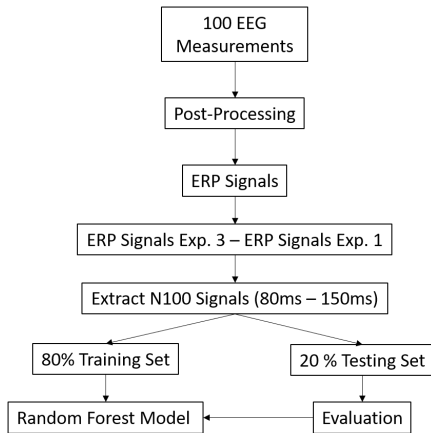 100 EEG
Measurements
Post-Processing
ERP Signals
ERP Signals Exp. 3 – ERP Signals Exp. 1
Extract N100 Signals (80ms – 150ms)
80% Training Set
20 % Testing Set
Random Forest Model
Evaluation